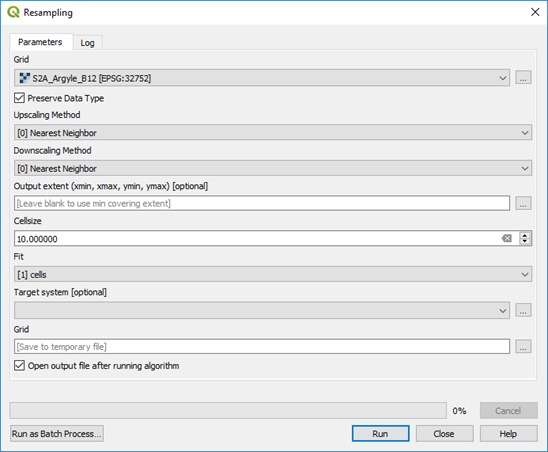 Resampling
Parameters Log
Grid
S2A_Argyle_B12 [EPSG:32752]
...
Preserve Data Type
Upscaling Method
[0] Nearest Neighbor
Downscaling Method
[0] Nearest Neighbor
Output extent (xmin, xmax, ymin, ymax) [optional]
[Leave blank to use min covering extent]
...
Cellsize
10.000000
Fit
[1] cells
Target system [optional]
...
Grid
[Save to temporary file]
...
Open output file after running algorithm
0% Cancel
Run as Batch Process... Run Close Help